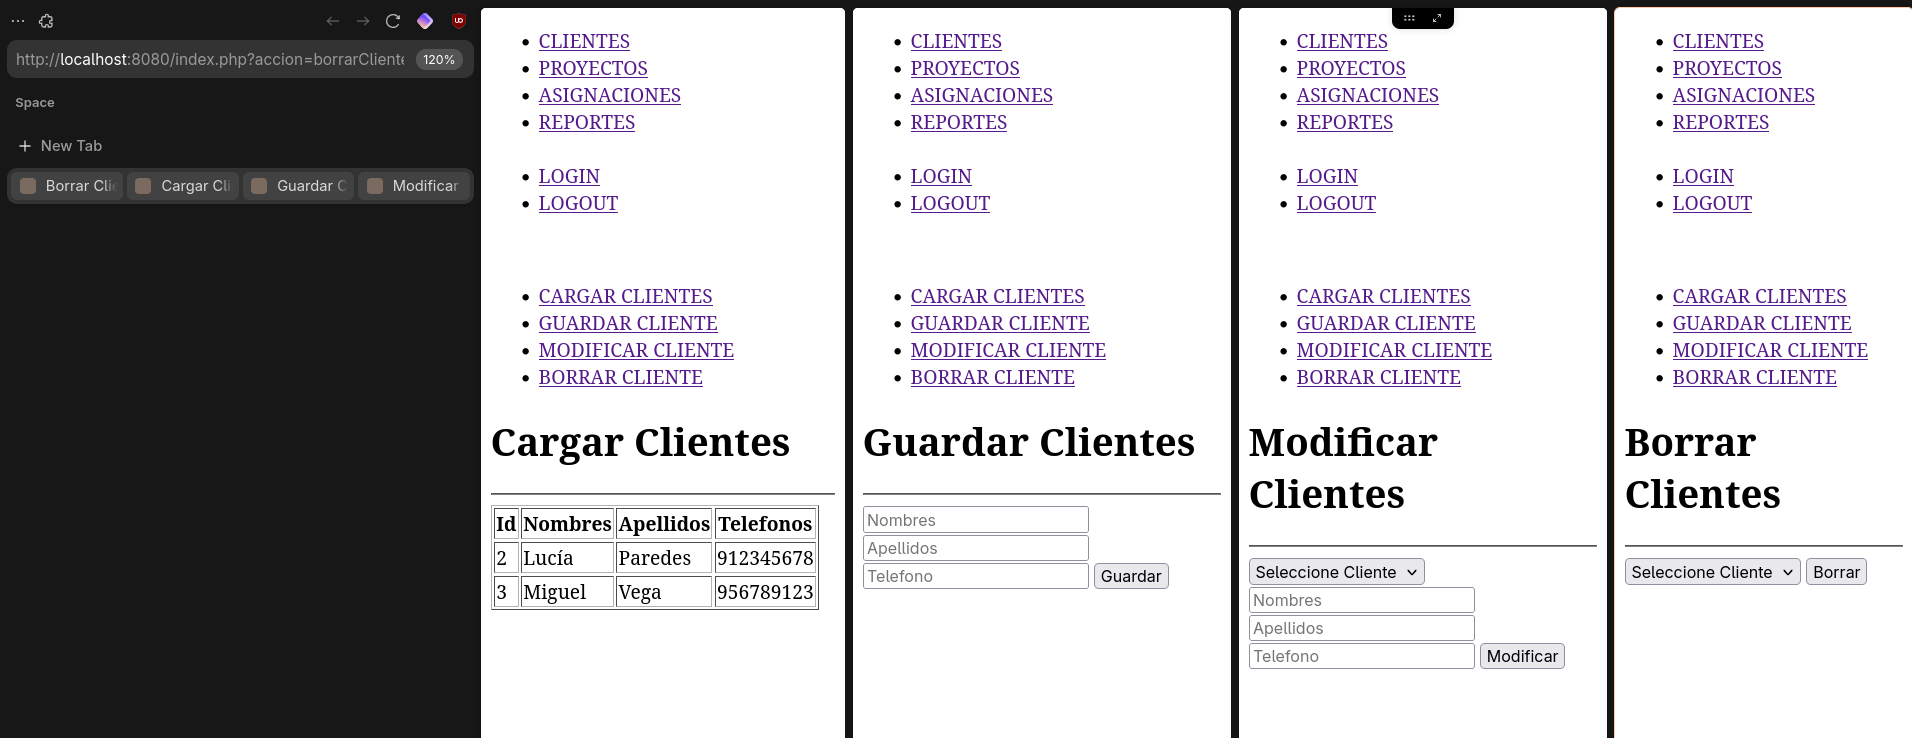 http://localhost:8080/index.php?accion=borrarCliente
120%
Space
New Tab
Borrar Clie
Cargar Cli
Guardar C
Modificar
CLIENTES
PROYECTOS
ASIGNACIONES
REPORTES
LOGIN
LOGOUT
CARGAR CLIENTES
GUARDAR CLIENTE
MODIFICAR CLIENTE
BORRAR CLIENTE
Cargar Clientes
Id Nombres Apellidos Telefonos
2 Lucía Paredes 912345678
3 Miguel Vega 956789123
CLIENTES
PROYECTOS
ASIGNACIONES
REPORTES
LOGIN
LOGOUT
CARGAR CLIENTES
GUARDAR CLIENTE
MODIFICAR CLIENTE
BORRAR CLIENTE
Guardar Clientes
Nombres
Apellidos
Telefono Guardar
CLIENTES
PROYECTOS
ASIGNACIONES
REPORTES
LOGIN
LOGOUT
CARGAR CLIENTES
GUARDAR CLIENTE
MODIFICAR CLIENTE
BORRAR CLIENTE
Modificar
Clientes
Seleccione Cliente
Nombres
Apellidos
Telefono Modificar
CLIENTES
PROYECTOS
ASIGNACIONES
REPORTES
LOGIN
LOGOUT
CARGAR CLIENTES
GUARDAR CLIENTE
MODIFICAR CLIENTE
BORRAR CLIENTE
Borrar
Clientes
Seleccione Cliente Borrar